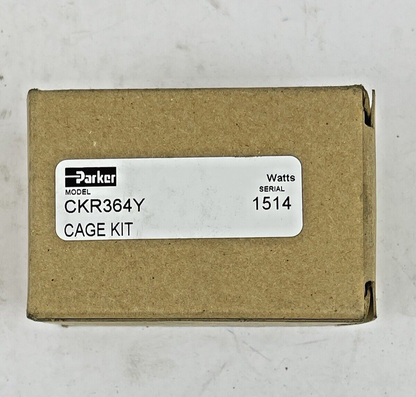 Parker Watts
MODEL SERIAL
CKR364Y 1514
CAGE KIT